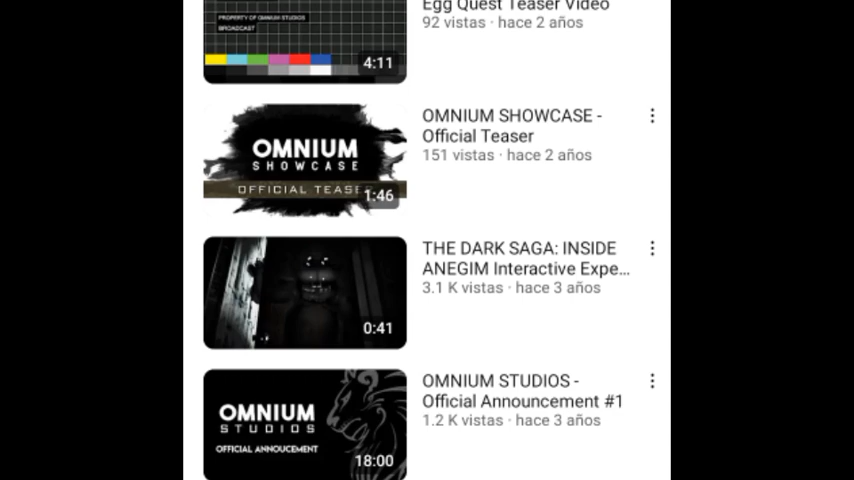 Egg Quest Teaser Video
92 vistas · hace 2 años
PROPERTY OF OMNIUM STUDIOS
BROADCAST
4:11
OMNIUM
SHOWCASE
OFFICIAL TEASER
1:46
OMNIUM SHOWCASE -
Official Teaser
151 vistas · hace 2 años
0:41
THE DARK SAGA: INSIDE
ANEGIM Interactive Expe...
3.1 K vistas · hace 3 años
OMNIUM
STUDIOS
OFFICIAL ANNOUCEMENT
18:00
OMNIUM STUDIOS -
Official Announcement #1
1.2 K vistas · hace 3 años